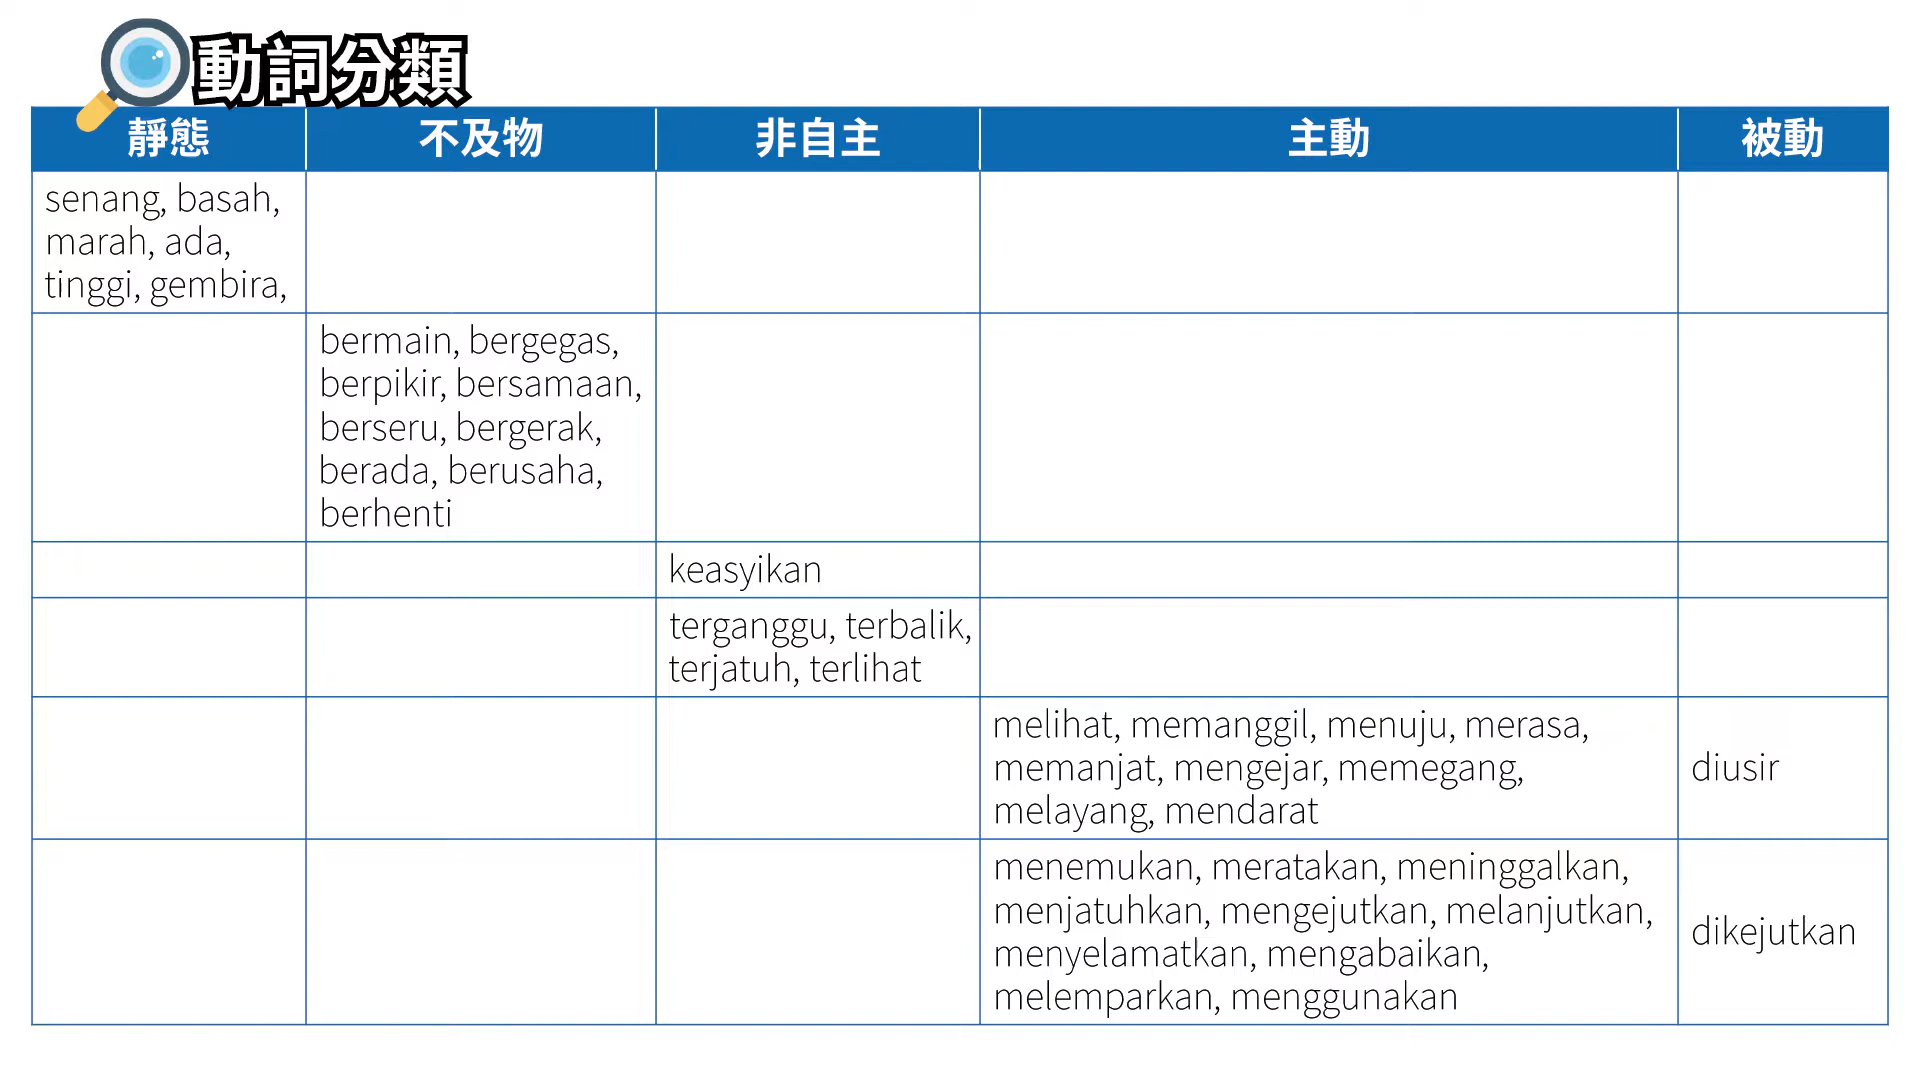 動詞分類
靜態 不及物 非自主 主動 被動
senang, basah,
marah, ada,
tinggi, gembira,
bermain, bergegas,
berpikir, bersamaan,
berseru, bergerak,
berada, berusaha,
berhenti
keasyikan
terganggu, terbalik,
terjatuh, terlihat
melihat, memanggil, menuju, merasa,
memanjat, mengejar, memegang,
melayang, mendarat
diusir
menemukan, meratakan, meninggalkan,
menjatuhkan, mengejutkan, melanjutkan,
menyelamatkan, mengabaikan,
melemparkan, menggunakan
dikejutkan